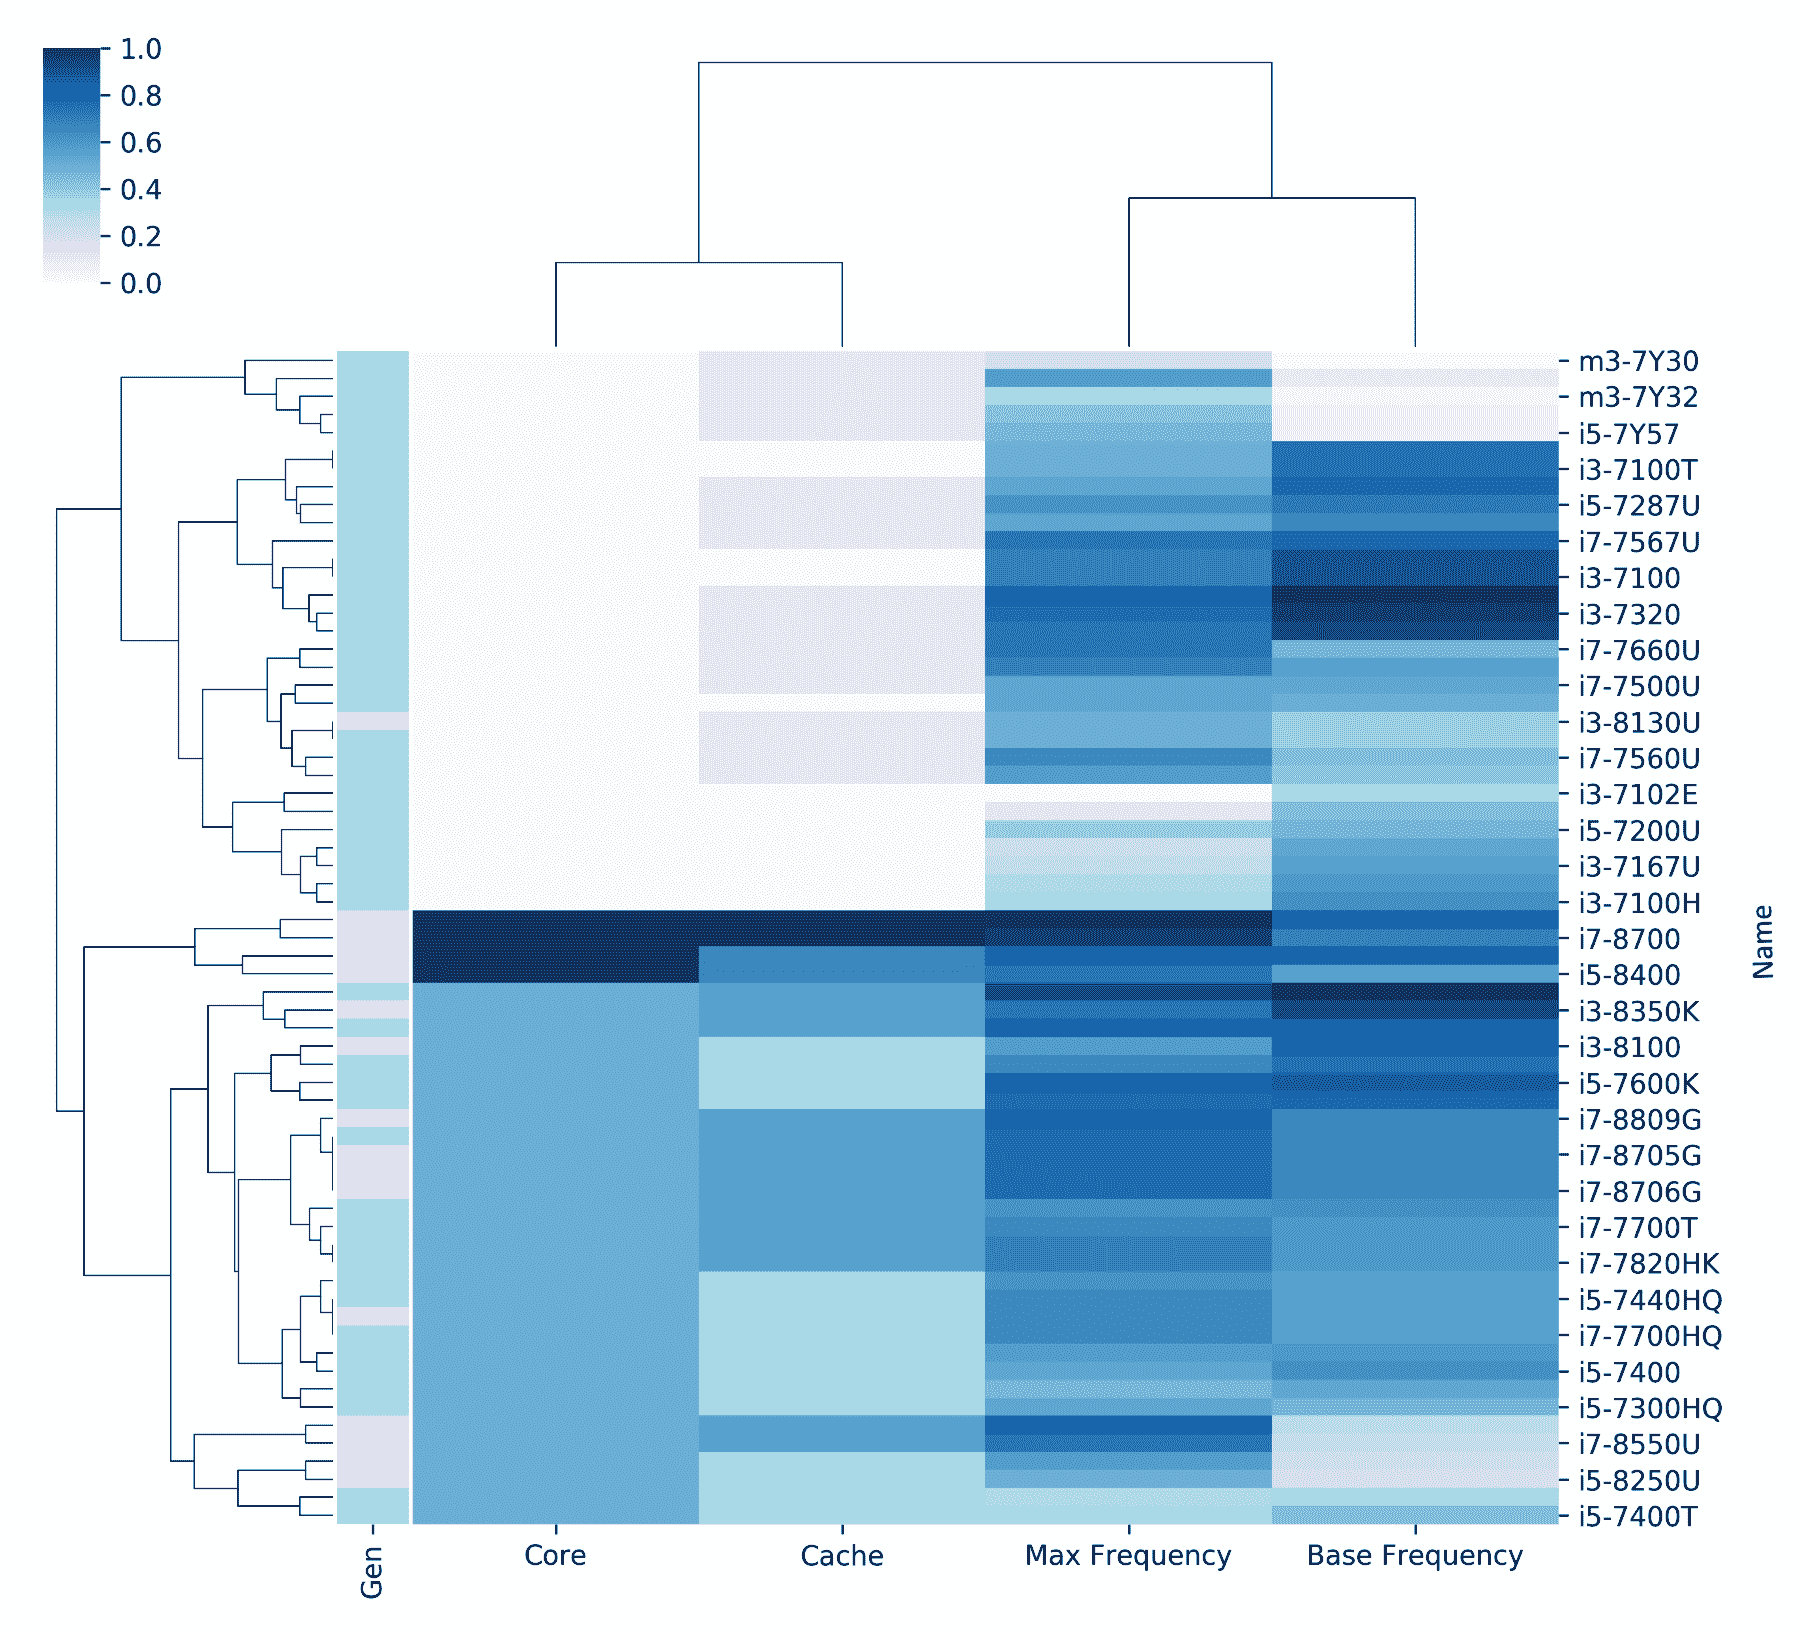 1.0
0.8
0.6
0.4
0.2
0.0
m3-7Y30
m3-7Y32
i5-7Y57
i3-7100T
i5-7287U
i7-7567U
i3-7100
i3-7320
i7-7660U
i7-7500U
i3-8130U
i7-7560U
i3-7102E
i5-7200U
i3-7167U
i3-7100H
i7-8700
i5-8400
i3-8350K
i3-8100
i5-7600K
i7-8809G
i7-8705G
i7-8706G
i7-7700T
i7-7820HK
i5-7440HQ
i7-7700HQ
i5-7400
i5-7300HQ
i7-8550U
i5-8250U
i5-7400T
Name
Gen
Core
Cache
Max Frequency
Base Frequency